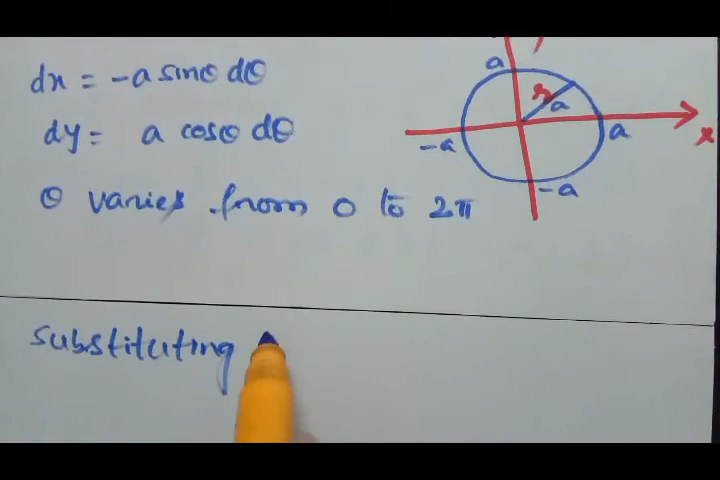 dx = -a sinθ dθ
dy = a cosθ dθ
θ varies from 0 to 2π
a
r
a
a
-a
-a
x
substituting